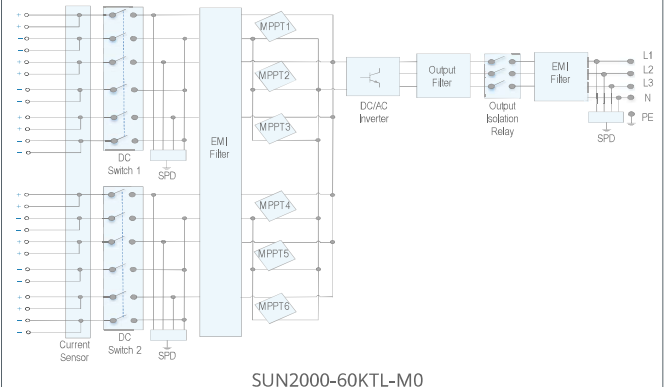 MPPT1
MPPT2
MPPT3
MPPT4
MPPT5
MPPT6
EMI
Filter
DC
Switch 1
SPD
DC
Switch 2
SPD
Current
Sensor
DC/AC
Inverter
Output
Filter
Output
Isolation
Relay
EMI
Filter
L1
L2
L3
N
PE
SPD
SUN2000-60KTL-M0